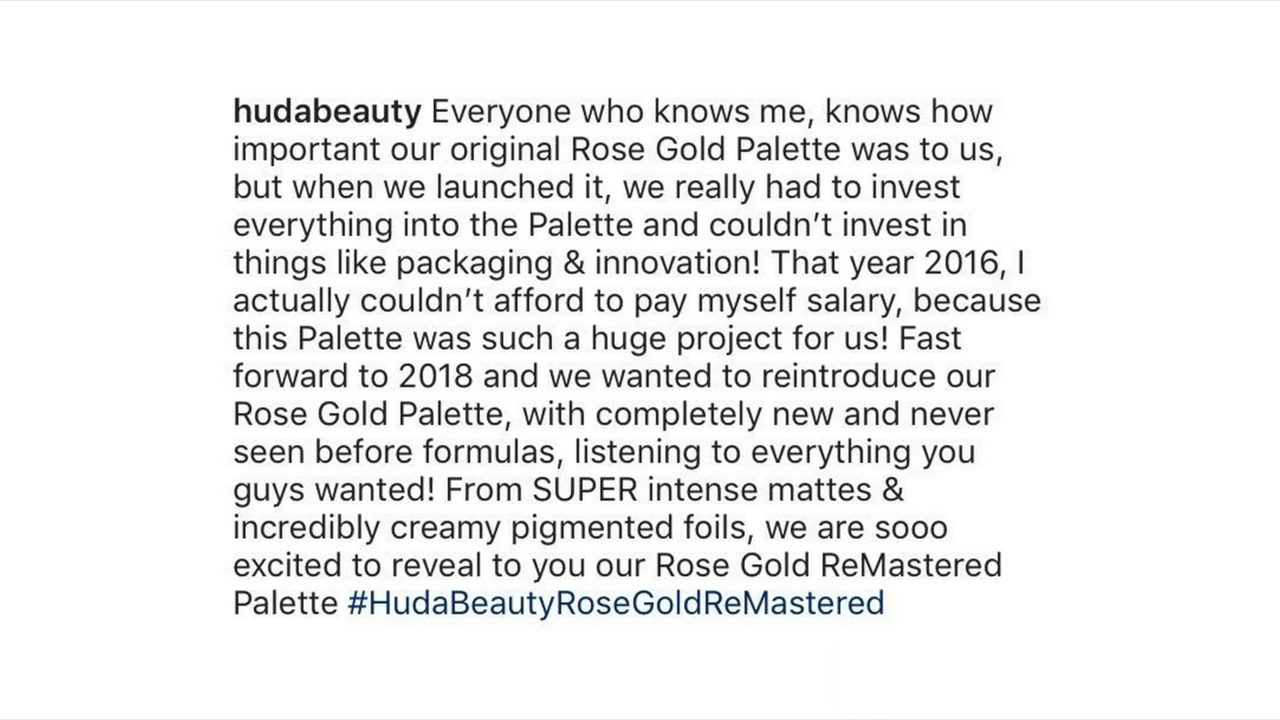 hudabeauty Everyone who knows me, knows how
important our original Rose Gold Palette was to us,
but when we launched it, we really had to invest
everything into the Palette and couldn’t invest in
things like packaging & innovation! That year 2016, I
actually couldn’t afford to pay myself salary, because
this Palette was such a huge project for us! Fast
forward to 2018 and we wanted to reintroduce our
Rose Gold Palette, with completely new and never
seen before formulas, listening to everything you
guys wanted! From SUPER intense mattes &
incredibly creamy pigmented foils, we are sooo
excited to reveal to you our Rose Gold ReMastered
Palette #HudaBeautyRoseGoldReMastered